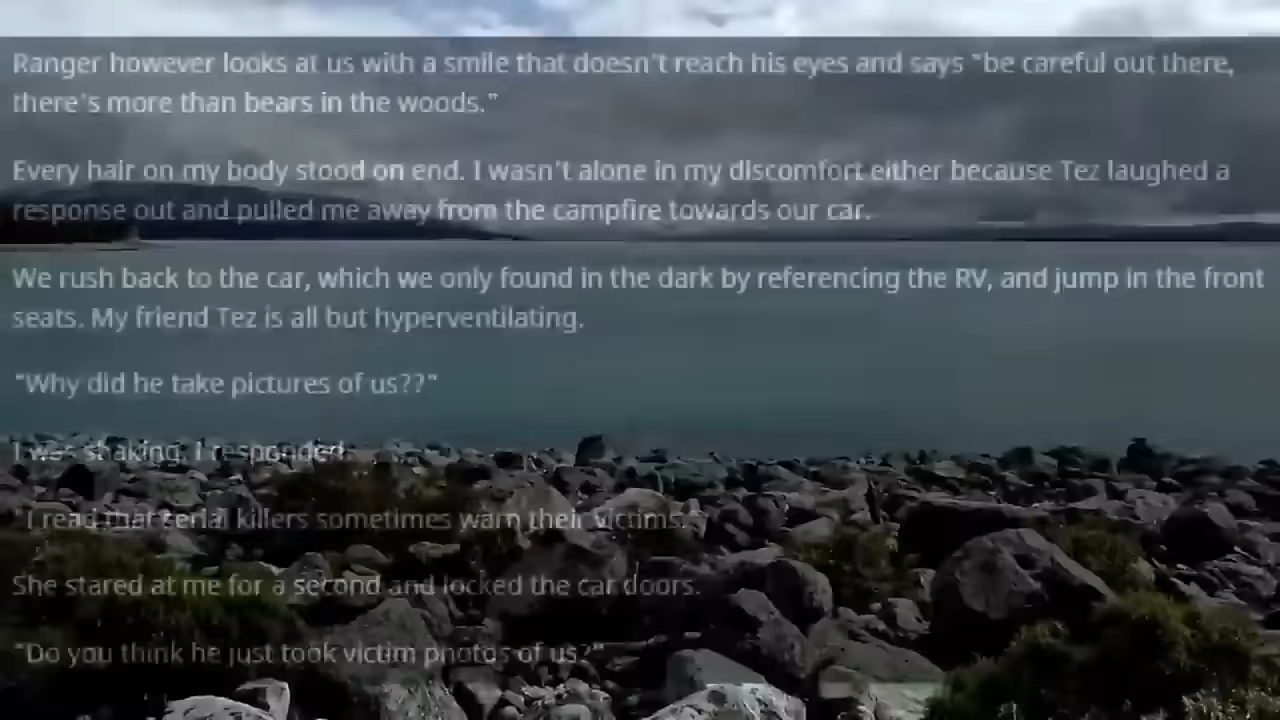 Ranger however looks at us with a smile that doesn't reach his eyes and says "be careful out there,
there's more than bears in the woods."
Every hair on my body stood on end. I wasn't alone in my discomfort either because Tez laughed a
response out and pulled me away from the campfire towards our car.
We rush back to the car, which we only found in the dark by referencing the RV, and jump in the front
seats. My friend Tez is all but hyperventilating.
"Why did he take pictures of us??"
I was shaking. I responded
"I read that serial killers sometimes warn their victims.
She stared at me for a second and locked the car doors.
"Do you think he just took victim photos of us?"